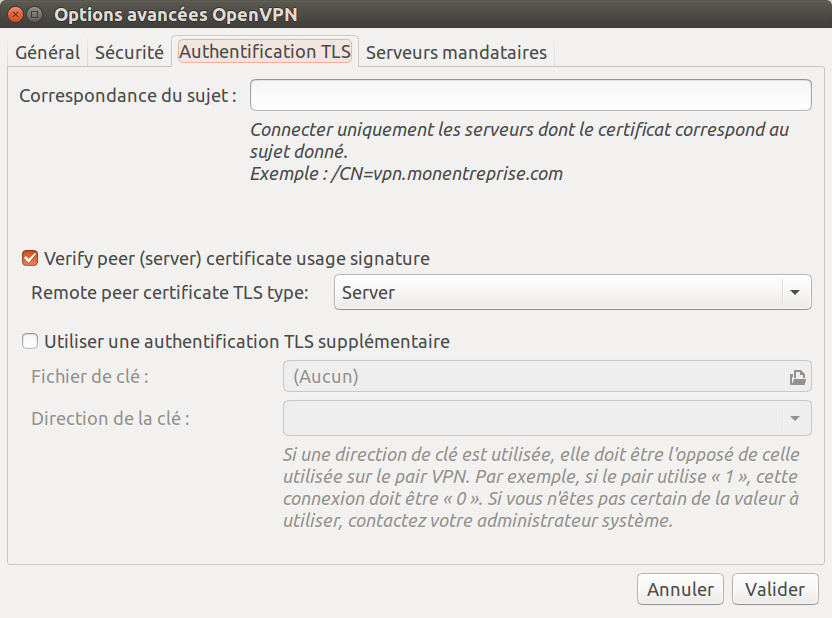 Options avancées OpenVPN
Général Sécurité Authentification TLS Serveurs mandataires
Correspondance du sujet :
Connecter uniquement les serveurs dont le certificat correspond au
sujet donné.
Exemple : /CN=vpn.monentreprise.com
Verify peer (server) certificate usage signature
Remote peer certificate TLS type: Server
Utiliser une authentification TLS supplémentaire
Fichier de clé : (Aucun)
Direction de la clé :
Si une direction de clé est utilisée, elle doit être l'opposé de celle
utilisée sur le pair VPN. Par exemple, si le pair utilise « 1 », cette
connexion doit être « 0 ». Si vous n'êtes pas certain de la valeur à
utiliser, contactez votre administrateur système.
Annuler Valider